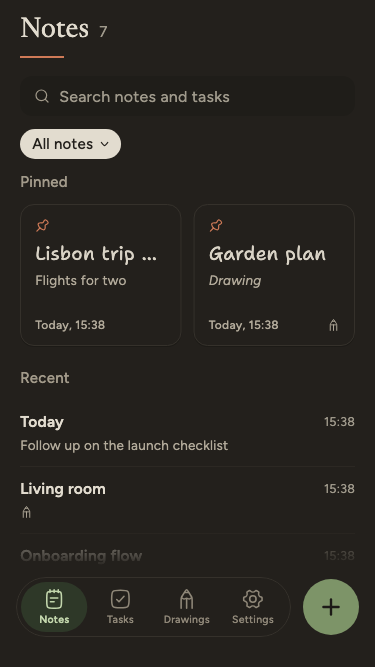 Notes 7
Search notes and tasks
All notes
Pinned
Lisbon trip ...
Flights for two
Today, 15:38
Garden plan
Drawing
Today, 15:38
Recent
Today 15:38
Follow up on the launch checklist
Living room 15:38
Onboarding flow 15:38
Notes Tasks Drawings Settings